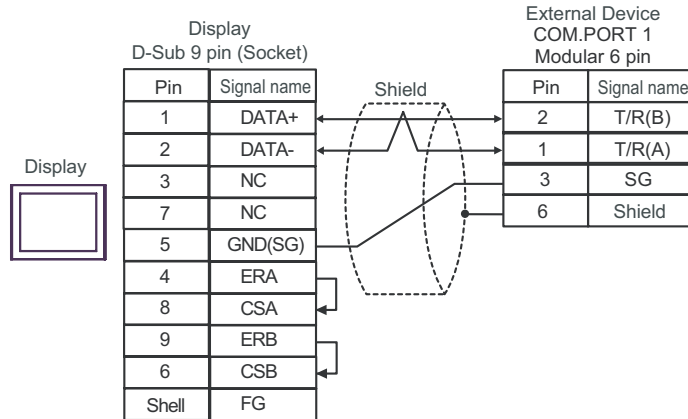 Display
D-Sub 9 pin (Socket)
External Device
COM.PORT 1
Modular 6 pin
Pin Signal name
Shield
Pin Signal name
1 DATA+
2 T/R(B)
2 DATA-
1 T/R(A)
Display
3 NC
3 SG
7 NC
6 Shield
5 GND(SG)
4 ERA
8 CSA
9 ERB
6 CSB
Shell FG